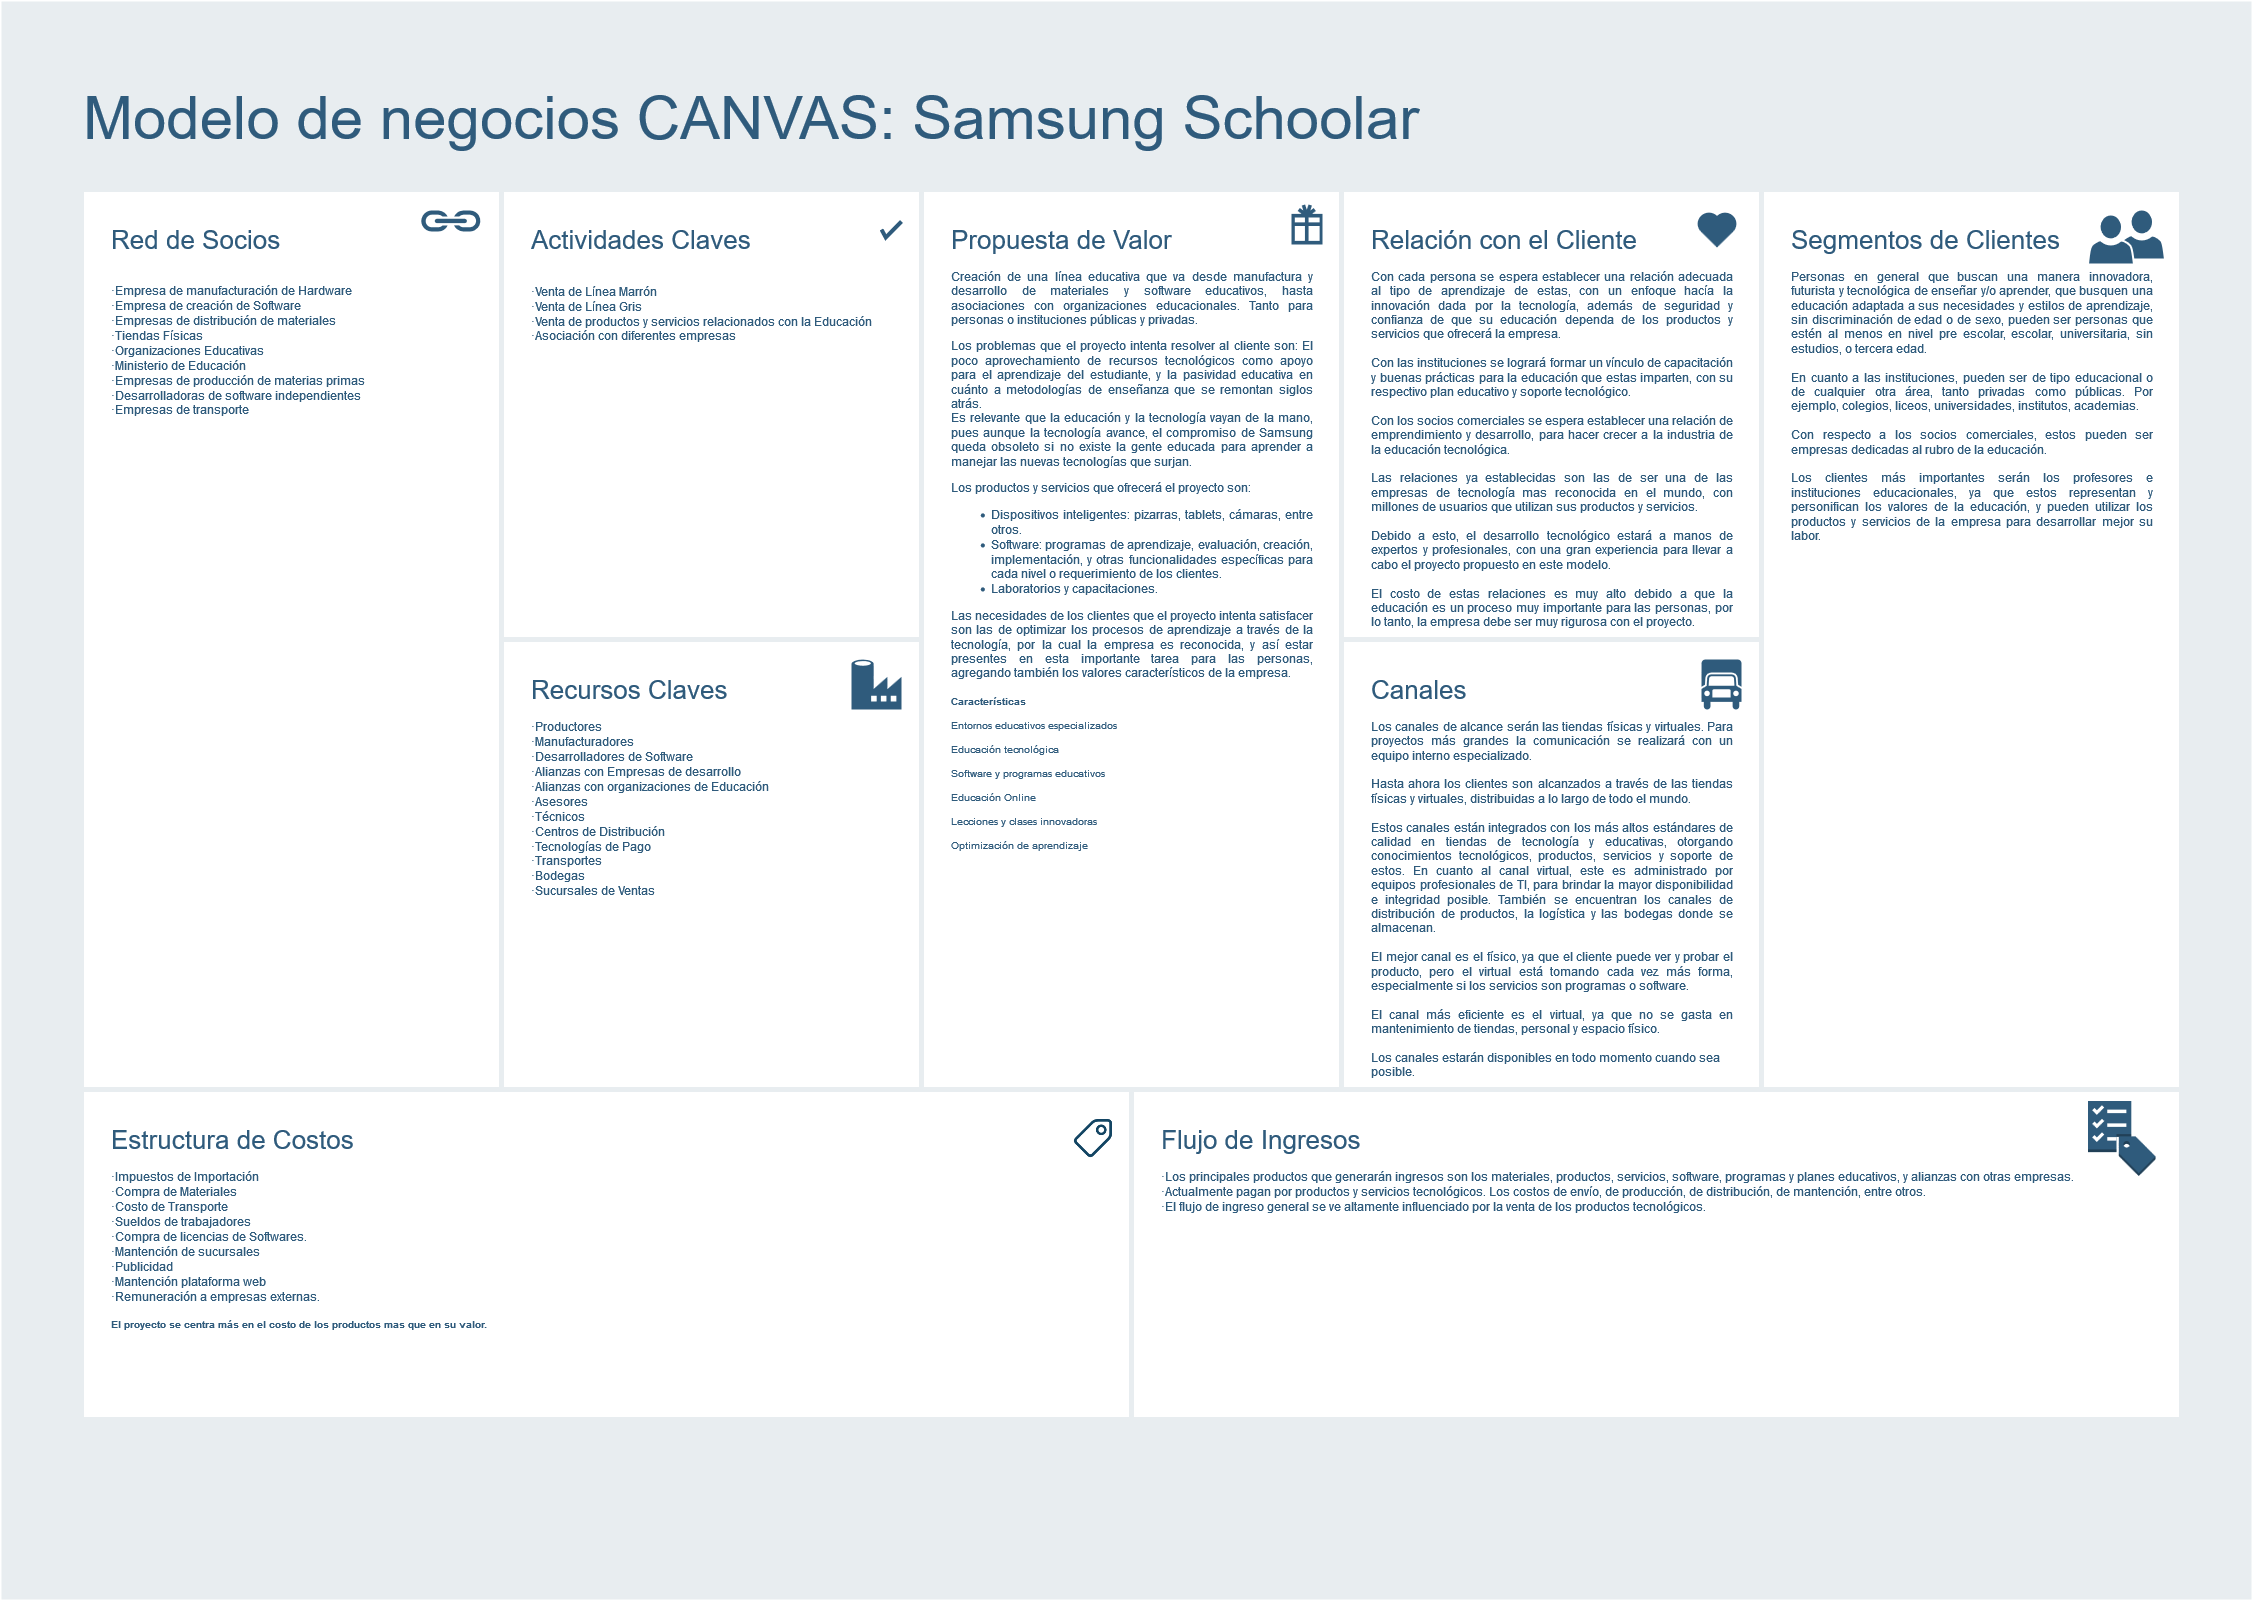 Modelo de negocios CANVAS: Samsung Schoolar
Red de Socios
·Empresa de manufacturación de Hardware
·Empresa de creación de Software
·Empresas de distribución de materiales
·Tiendas Físicas
·Organizaciones Educativas
·Ministerio de Educación
·Empresas de producción de materias primas
·Desarrolladoras de software independientes
·Empresas de transporte
Actividades Claves
·Venta de Línea Marrón
·Venta de Línea Gris
·Venta de productos y servicios relacionados con la Educación
·Asociación con diferentes empresas
Recursos Claves
·Productores
·Manufacturadores
·Desarrolladores de Software
·Alianzas con Empresas de desarrollo
·Alianzas con organizaciones de Educación
·Asesores
·Técnicos
·Centros de Distribución
·Tecnologías de Pago
·Transportes
·Bodegas
·Sucursales de Ventas
Propuesta de Valor
Creación de una línea educativa que va desde manufactura y
desarrollo de materiales y software educativos, hasta
asociaciones con organizaciones educacionales. Tanto para
personas o instituciones públicas y privadas.
Los problemas que el proyecto intenta resolver al cliente son: El
poco aprovechamiento de recursos tecnológicos como apoyo
para el aprendizaje del estudiante, y la pasividad educativa en
cuánto a metodologías de enseñanza que se remontan siglos
atrás.
Es relevante que la educación y la tecnología vayan de la mano,
pues aunque la tecnología avance, el compromiso de Samsung
queda obsoleto si no existe la gente educada para aprender a
manejar las nuevas tecnologías que surjan.
Los productos y servicios que ofrecerá el proyecto son:
• Dispositivos inteligentes: pizarras, tablets, cámaras, entre
otros.
• Software: programas de aprendizaje, evaluación, creación,
implementación, y otras funcionalidades específicas para
cada nivel o requerimiento de los clientes.
• Laboratorios y capacitaciones.
Las necesidades de los clientes que el proyecto intenta satisfacer
son las de optimizar los procesos de aprendizaje a través de la
tecnología, por la cual la empresa es reconocida, y así estar
presentes en esta importante tarea para las personas,
agregando también los valores característicos de la empresa.
Características
Entornos educativos especializados
Educación tecnológica
Software y programas educativos
Educación Online
Lecciones y clases innovadoras
Optimización de aprendizaje
Relación con el Cliente
Con cada persona se espera establecer una relación adecuada
al tipo de aprendizaje de estas, con un enfoque hacía la
innovación dada por la tecnología, además de seguridad y
confianza de que su educación dependa de los productos y
servicios que ofrecerá la empresa.
Con las instituciones se logrará formar un vínculo de capacitación
y buenas prácticas para la educación que estas imparten, con su
respectivo plan educativo y soporte tecnológico.
Con los socios comerciales se espera establecer una relación de
emprendimiento y desarrollo, para hacer crecer a la industria de
la educación tecnológica.
Las relaciones ya establecidas son las de ser una de las
empresas de tecnología mas reconocida en el mundo, con
millones de usuarios que utilizan sus productos y servicios.
Debido a esto, el desarrollo tecnológico estará a manos de
expertos y profesionales, con una gran experiencia para llevar a
cabo el proyecto propuesto en este modelo.
El costo de estas relaciones es muy alto debido a que la
educación es un proceso muy importante para las personas, por
lo tanto, la empresa debe ser muy rigurosa con el proyecto.
Canales
Los canales de alcance serán las tiendas físicas y virtuales. Para
proyectos más grandes la comunicación se realizará con un
equipo interno especializado.
Hasta ahora los clientes son alcanzados a través de las tiendas
físicas y virtuales, distribuidas a lo largo de todo el mundo.
Estos canales están integrados con los más altos estándares de
calidad en tiendas de tecnología y educativas, otorgando
conocimientos tecnológicos, productos, servicios y soporte de
estos. En cuanto al canal virtual, este es administrado por
equipos profesionales de TI, para brindar la mayor disponibilidad
e integridad posible. También se encuentran los canales de
distribución de productos, la logística y las bodegas donde se
almacenan.
El mejor canal es el físico, ya que el cliente puede ver y probar el
producto, pero el virtual está tomando cada vez más forma,
especialmente si los servicios son programas o software.
El canal más eficiente es el virtual, ya que no se gasta en
mantenimiento de tiendas, personal y espacio físico.
Los canales estarán disponibles en todo momento cuando sea
posible.
Segmentos de Clientes
Personas en general que buscan una manera innovadora,
futurista y tecnológica de enseñar y/o aprender, que busquen una
educación adaptada a sus necesidades y estilos de aprendizaje,
sin discriminación de edad o de sexo, pueden ser personas que
estén al menos en nivel pre escolar, escolar, universitaria, sin
estudios, o tercera edad.
En cuanto a las instituciones, pueden ser de tipo educacional o
de cualquier otra área, tanto privadas como públicas. Por
ejemplo, colegios, liceos, universidades, institutos, academias.
Con respecto a los socios comerciales, estos pueden ser
empresas dedicadas al rubro de la educación.
Los clientes más importantes serán los profesores e
instituciones educacionales, ya que estos representan y
personifican los valores de la educación, y pueden utilizar los
productos y servicios de la empresa para desarrollar mejor su
labor.
Estructura de Costos
·Impuestos de Importación
·Compra de Materiales
·Costo de Transporte
·Sueldos de trabajadores
·Compra de licencias de Softwares.
·Mantención de sucursales
·Publicidad
·Mantención plataforma web
·Remuneración a empresas externas.
El proyecto se centra más en el costo de los productos mas que en su valor.
Flujo de Ingresos
·Los principales productos que generarán ingresos son los materiales, productos, servicios, software, programas y planes educativos, y alianzas con otras empresas.
·Actualmente pagan por productos y servicios tecnológicos. Los costos de envío, de producción, de distribución, de mantención, entre otros.
·El flujo de ingreso general se ve altamente influenciado por la venta de los productos tecnológicos.